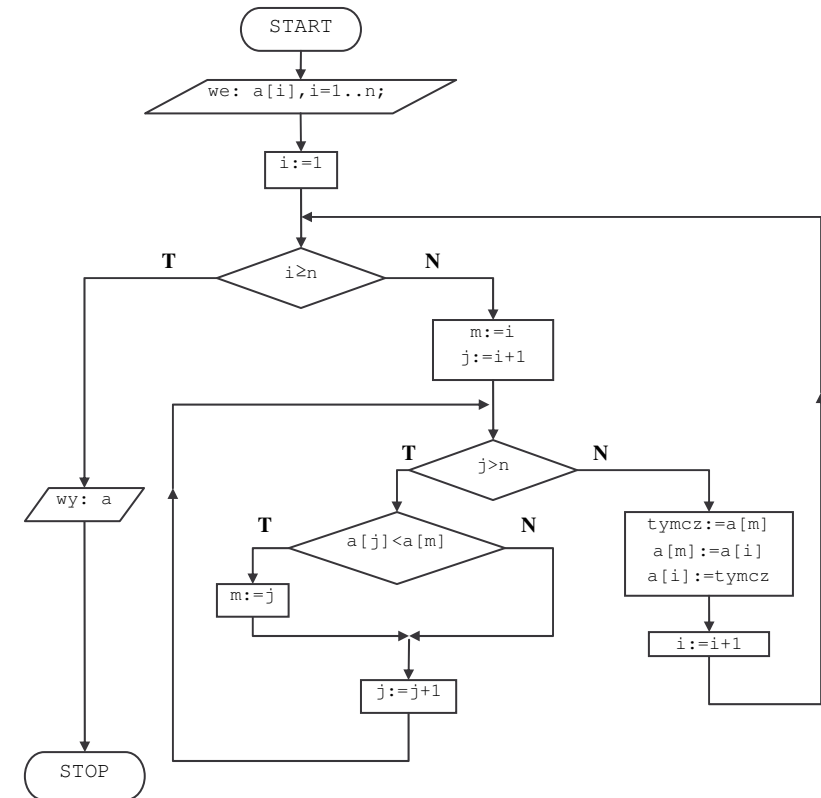 START
we: a[i],i=1..n;
i:=1
T
i≥n
N
m:=i
j:=i+1
T
j>n
N
wy: a
T
a[j]<a[m]
N
tymcz:=a[m]
a[m]:=a[i]
a[i]:=tymcz
m:=j
i:=i+1
j:=j+1
STOP